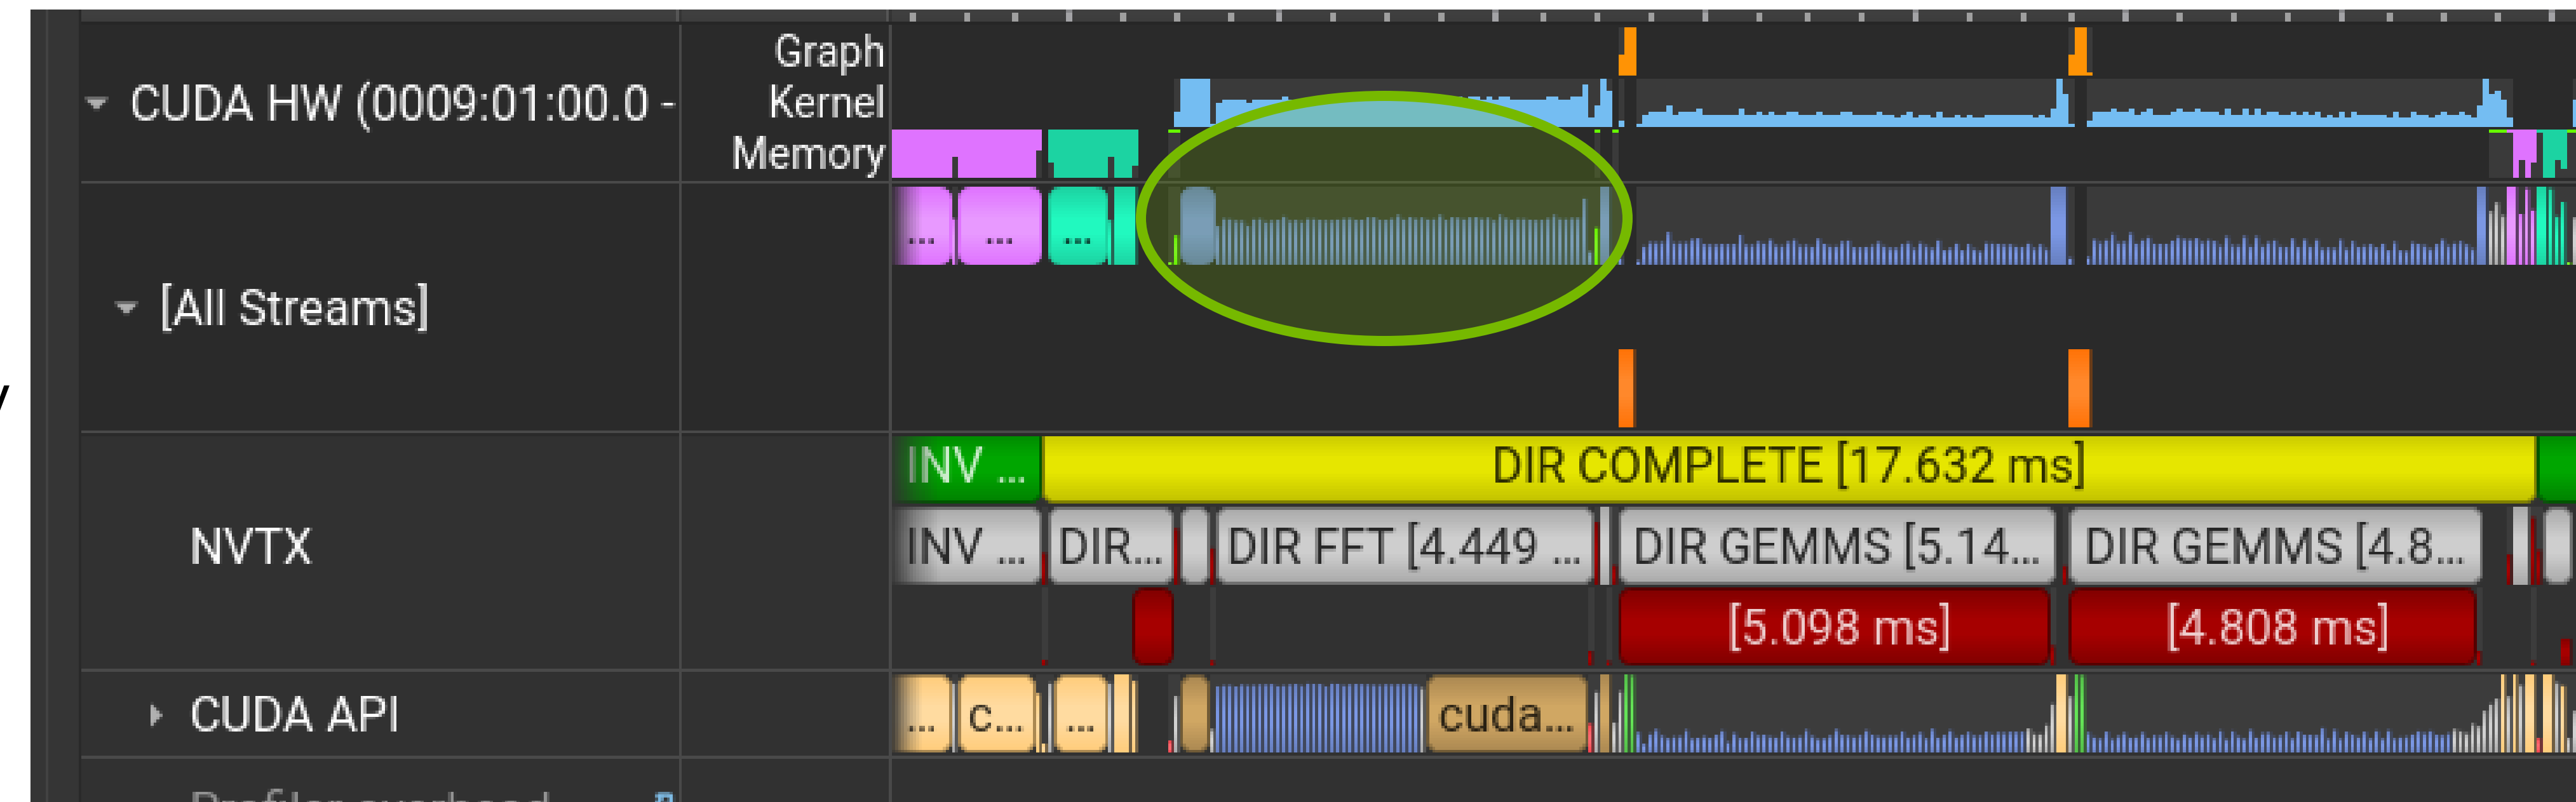 Graph
CUDA HW (0009:01:00.0 -
Kernel
Memory
... ... ...
[All Streams]
INV ... DIR COMPLETE [17.632 ms]
NVTX
INV ... DIR... DIR FFT [4.449 ... DIR GEMMS [5.14... DIR GEMMS [4.8...
[5.098 ms] [4.808 ms]
CUDA API
... c... ... cuda...
Profiler overhead